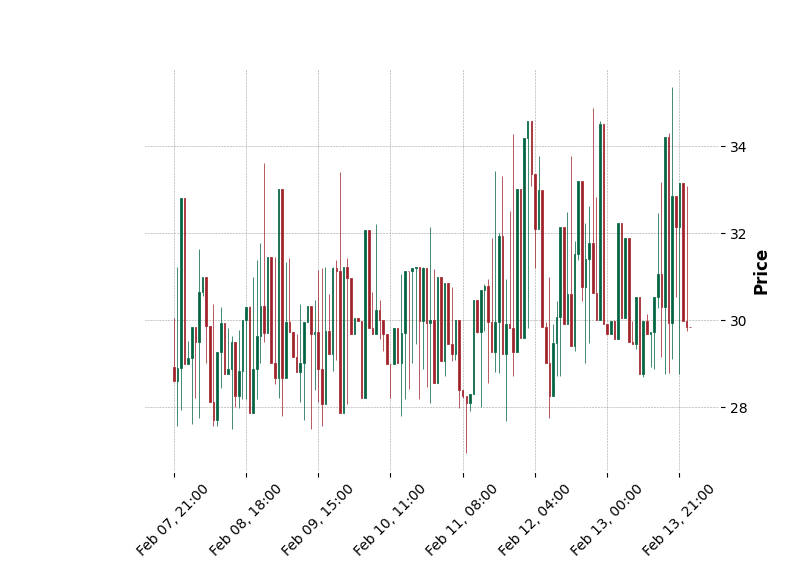 34
32
30
28
Price
Feb 07, 21:00
Feb 08, 18:00
Feb 09, 15:00
Feb 10, 11:00
Feb 11, 08:00
Feb 12, 04:00
Feb 13, 00:00
Feb 13, 21:00